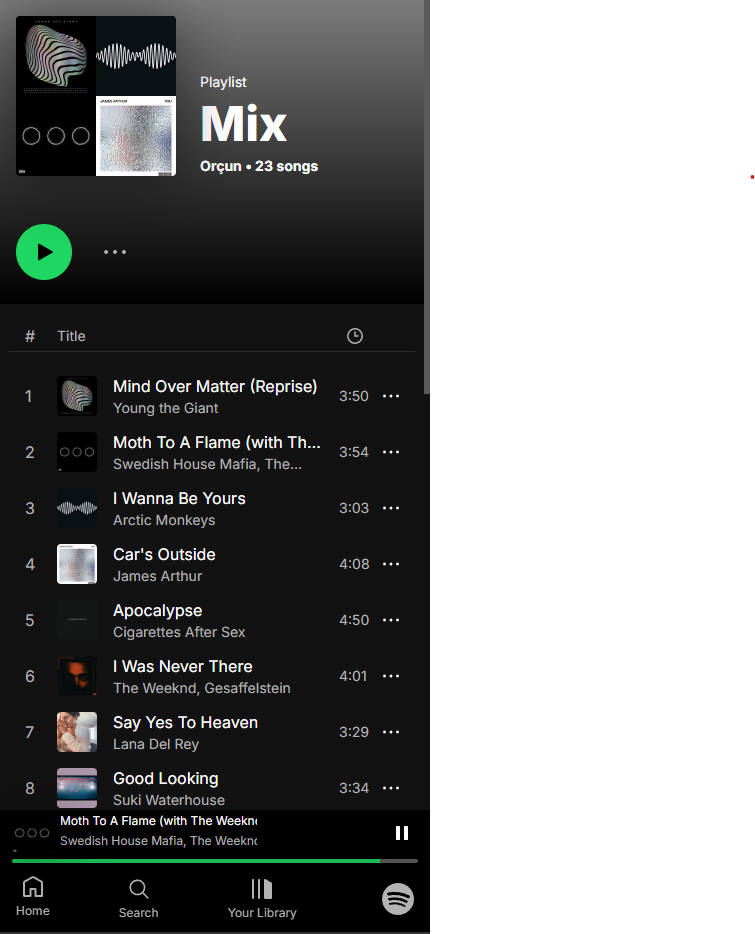 YOUNG THE GIANT
JAMES ARTHUR YOU
Playlist
Mix
Orçun • 23 songs
# Title
1 Mind Over Matter (Reprise) 3:50
Young the Giant
2 Moth To A Flame (with Th... 3:54
Swedish House Mafia, The...
3 I Wanna Be Yours 3:03
Arctic Monkeys
4 Car's Outside 4:08
James Arthur
5 Apocalypse 4:50
Cigarettes After Sex
6 I Was Never There 4:01
The Weeknd, Gesaffelstein
7 Say Yes To Heaven 3:29
Lana Del Rey
8 Good Looking 3:34
Suki Waterhouse
Moth To A Flame (with The Weekn
Swedish House Mafia, The Weekn
Home
Search
Your Library